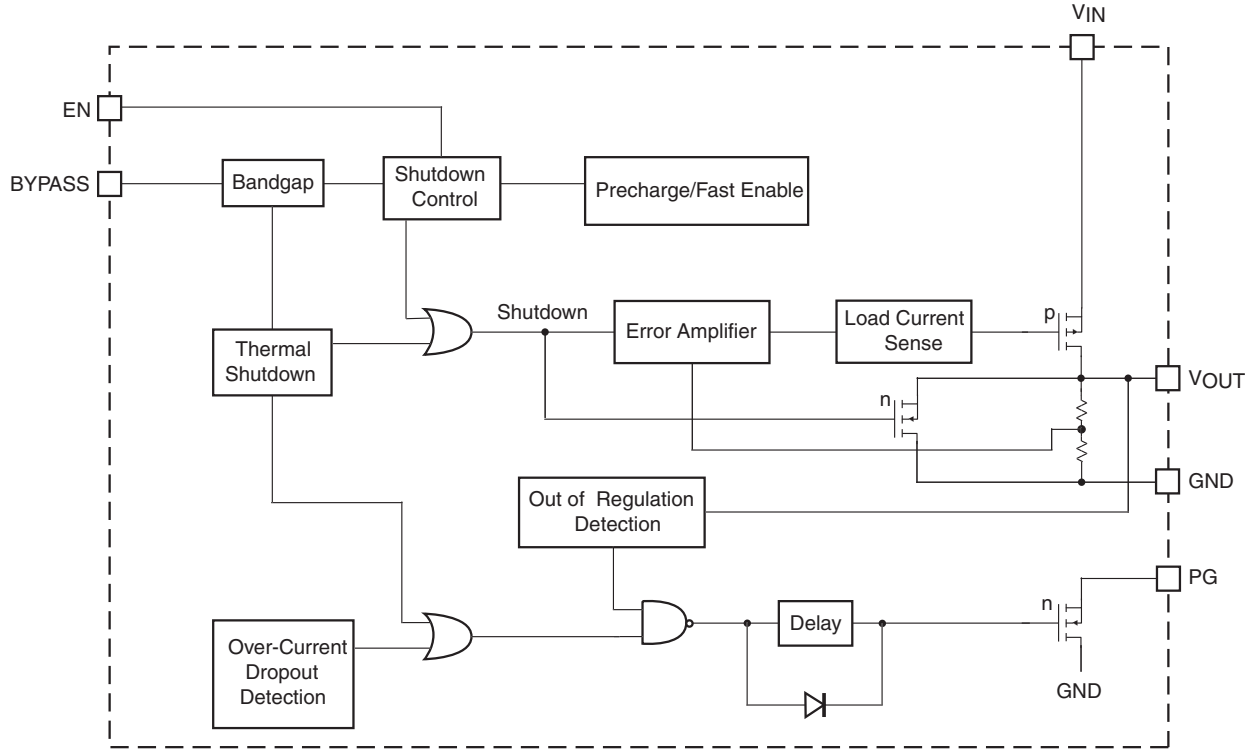 VIN
EN
BYPASS
Bandgap
Shutdown
Control
Precharge/Fast Enable
Shutdown
Error Amplifier
Load Current
Sense
p
Thermal
Shutdown
n
VOUT
GND
Out of Regulation
Detection
PG
n
Delay
Over-Current
Dropout
Detection
GND